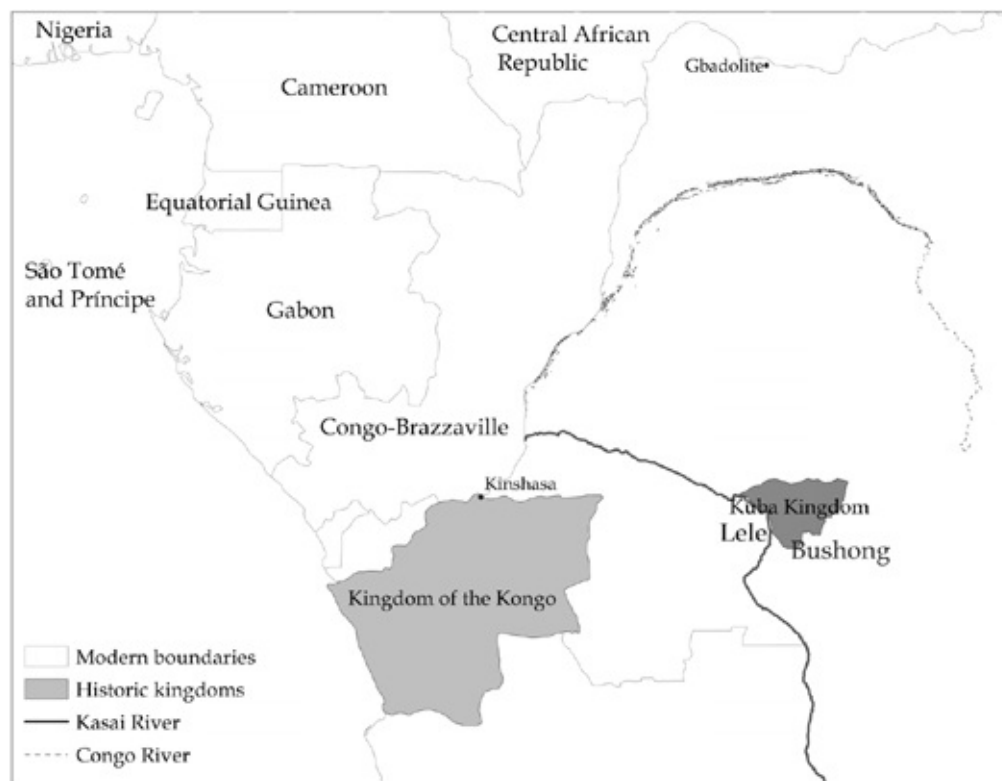 Nigeria
Central African
Republic
Gbadolite
Cameroon
Equatorial Guinea
São Tomé
and Príncipe
Gabon
Congo-Brazzaville
Kinshasa
Kuba Kingdom
Lele
Bushong
Kingdom of the Kongo
Modern boundaries
Historic kingdoms
Kasai River
Congo River